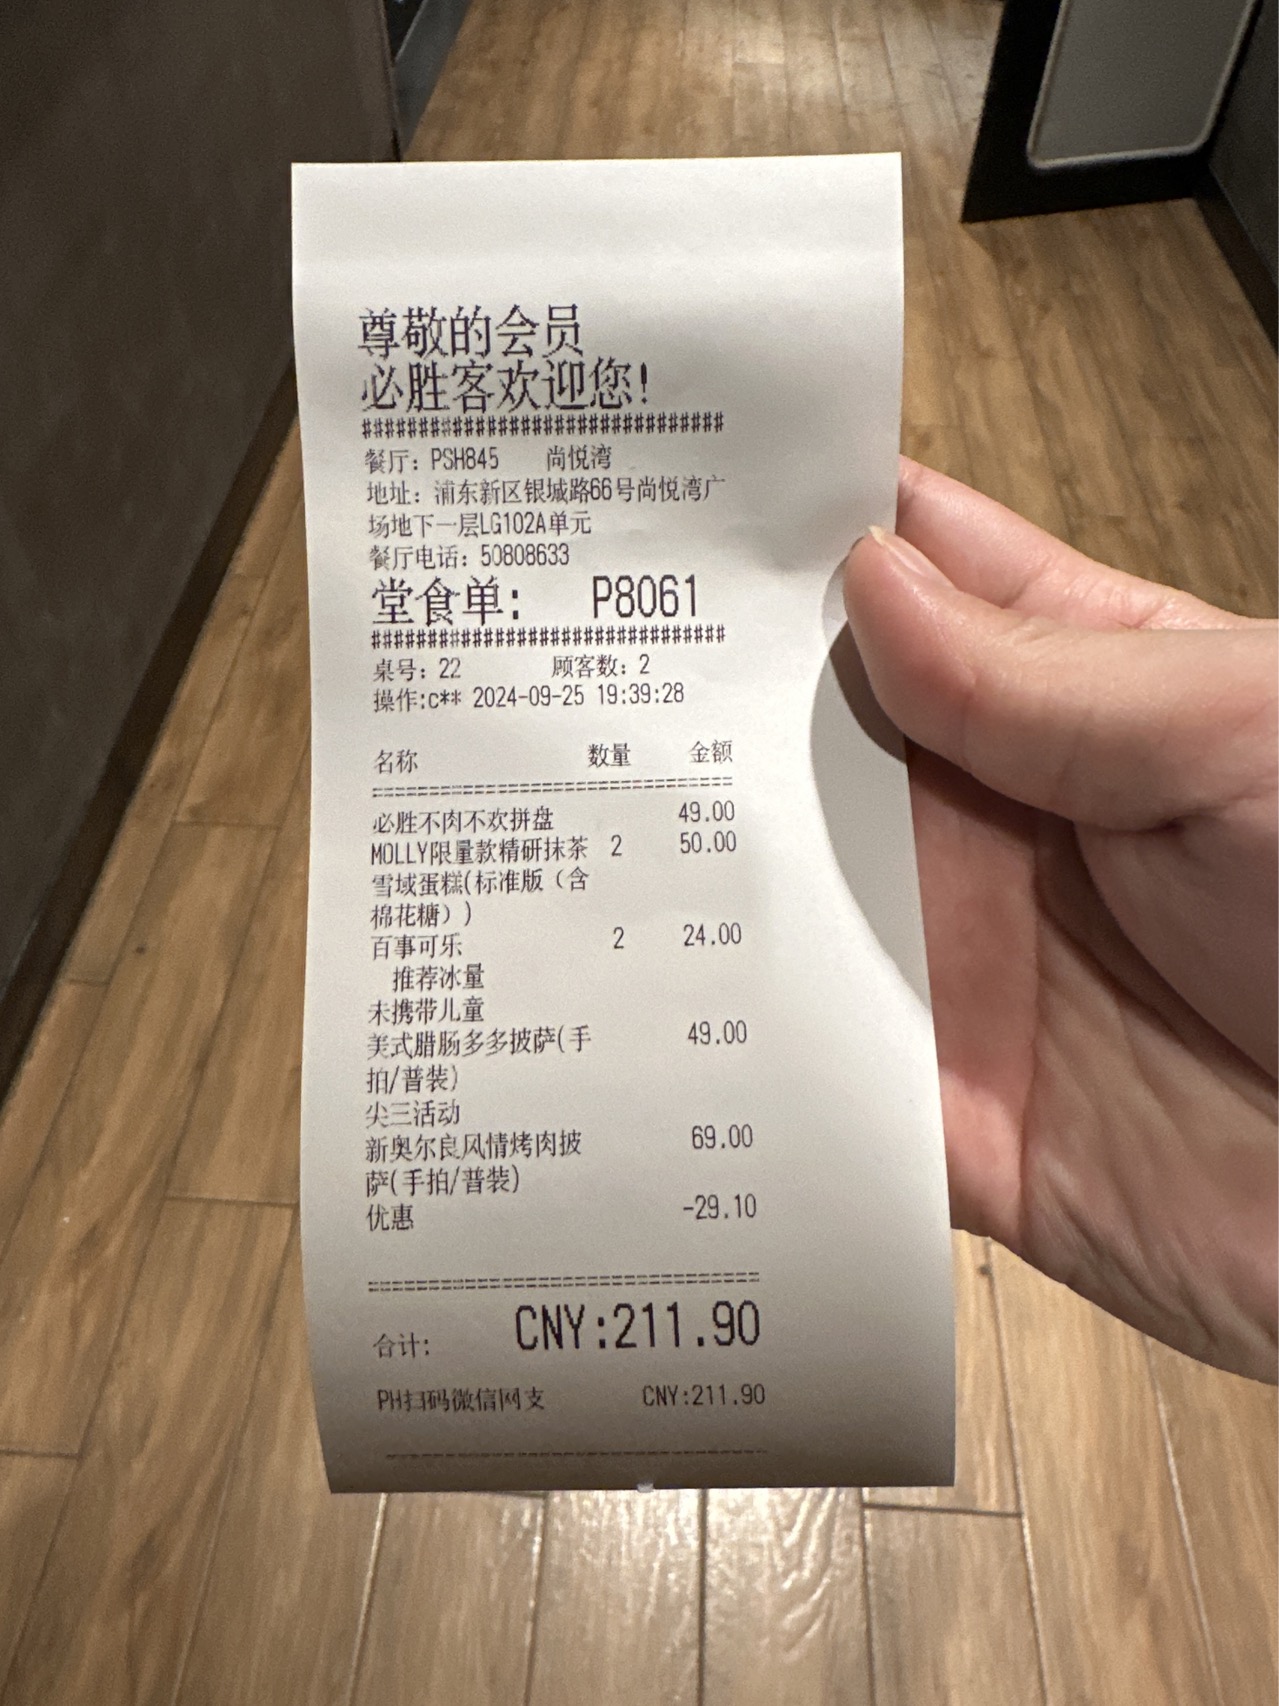 尊敬的会员
必胜客欢迎您!
################################
餐厅: PSH845 尚悦湾
地址: 浦东新区银城路66号尚悦湾广
场地下一层LG102A单元
餐厅电话: 50808633
堂食单: P8061
################################
桌号: 22 顾客数: 2
操作:c** 2024-09-25 19:39:28
名称 数量 金额
================================
必胜不肉不欢拼盘 49.00
MOLLY限量款精研抹茶 2 50.00
雪域蛋糕(标准版（含
棉花糖）)
百事可乐 2 24.00
推荐冰量
未携带儿童
美式腊肠多多披萨(手 49.00
拍/普装)
尖三活动
新奥尔良风情烤肉披 69.00
萨(手拍/普装)
优惠 -29.10
================================
合计: CNY:211.90
PH扫码微信网支 CNY:211.90
--------------------------------